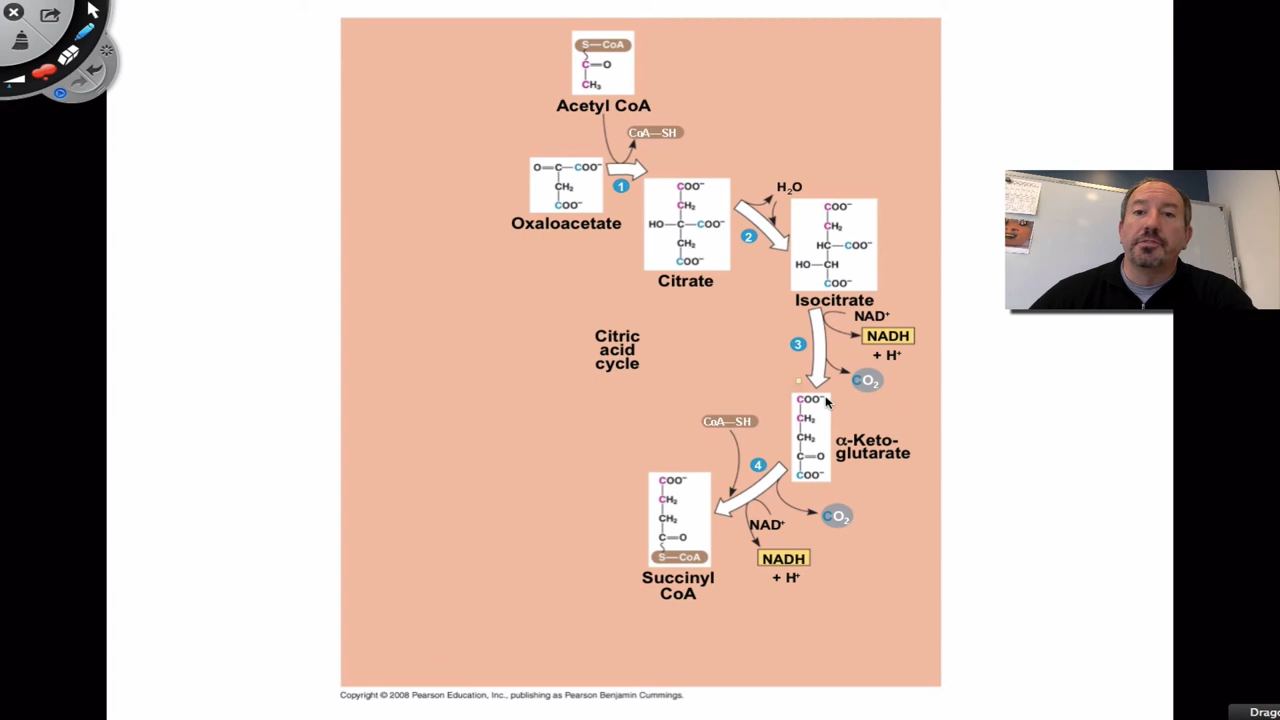 S—CoA
C—O
CH₃
Acetyl CoA
CoA—SH
O=C—COO⁻
CH₂
COO⁻
Oxaloacetate
1
COO⁻
CH₂
HO—C—COO⁻
CH₂
COO⁻
Citrate
2
H₂O
COO⁻
CH₂
HC—COO⁻
HO—CH
COO⁻
Isocitrate
NAD⁺
NADH
+ H⁺
3
CO₂
Citric
acid
cycle
COO⁻
CH₂
CH₂
C—O
COO⁻
α-Keto-
glutarate
CoA—SH
4
CO₂
NAD⁺
NADH
+ H⁺
COO⁻
CH₂
CH₂
C—O
S—CoA
Succinyl
CoA
Copyright © 2008 Pearson Education, Inc., publishing as Pearson Benjamin Cummings.